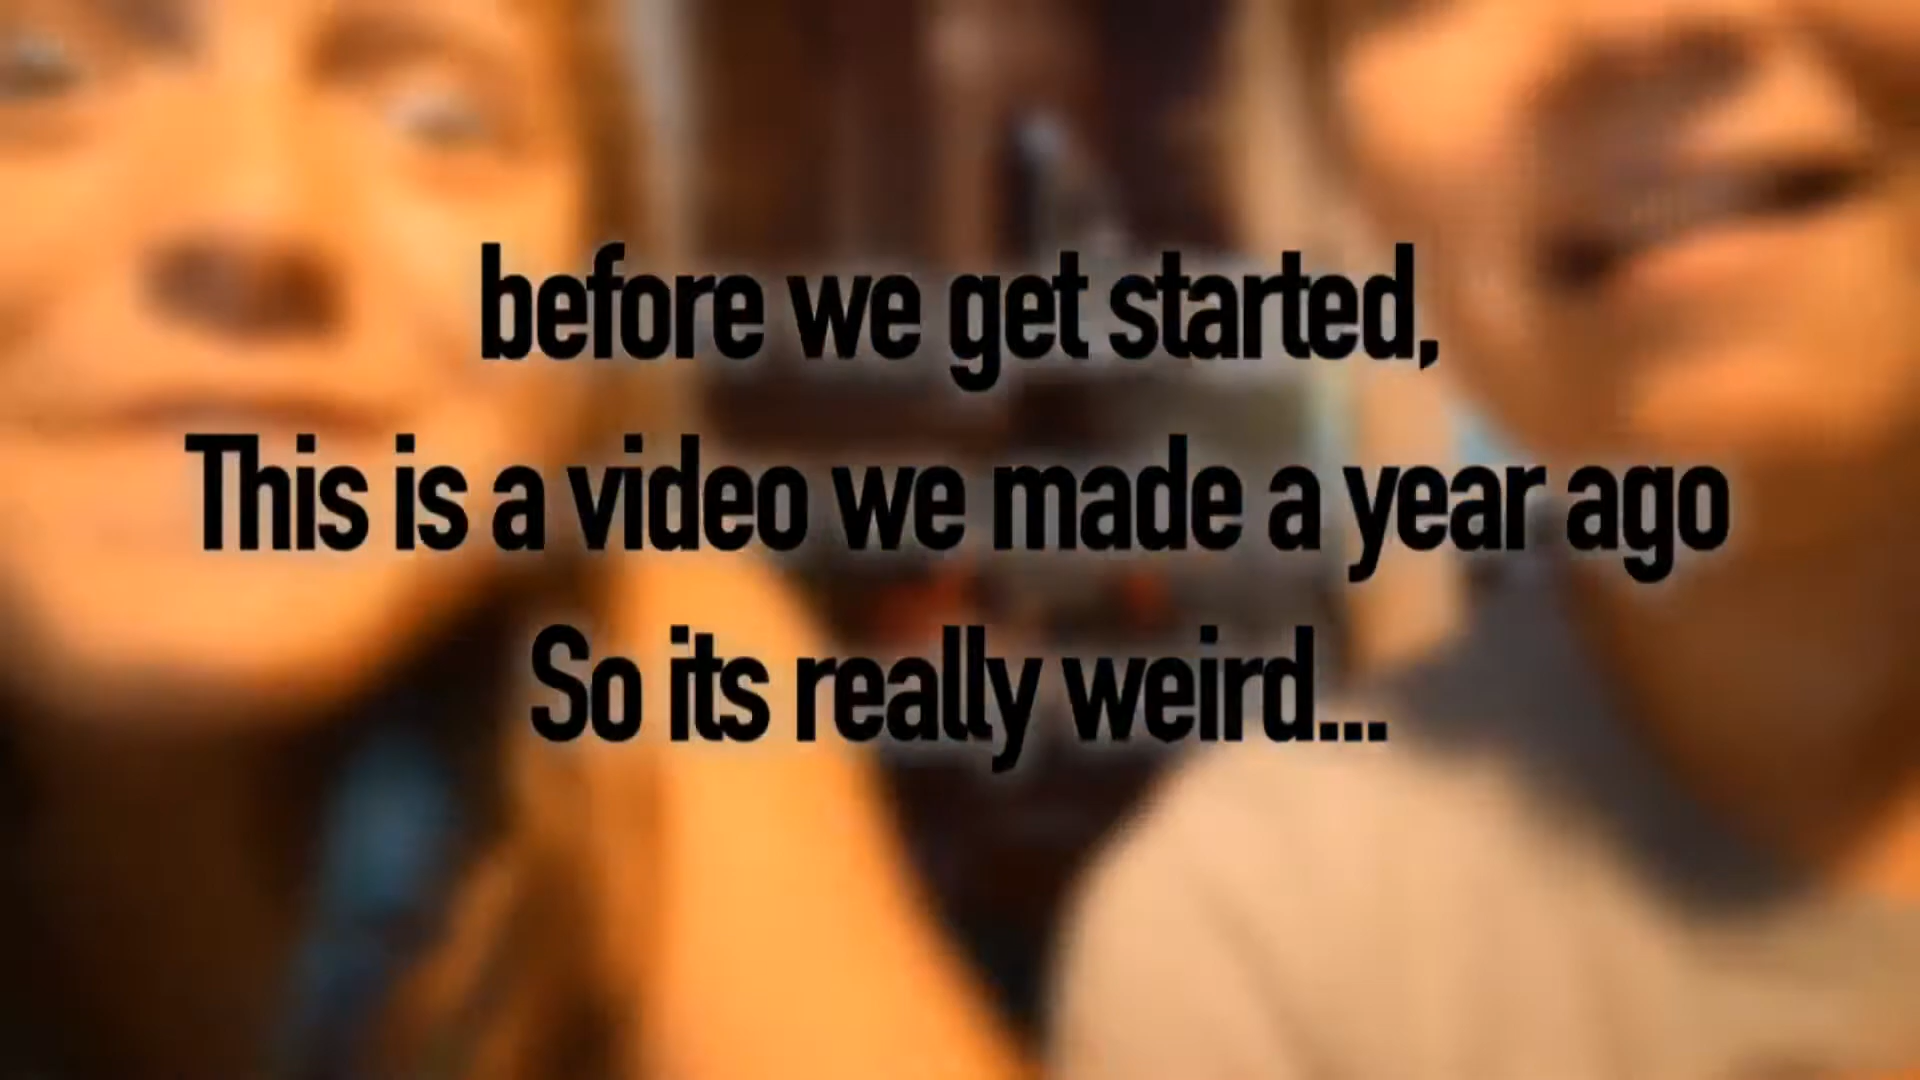 before we get started,
This is a video we made a year ago
So its really weird...